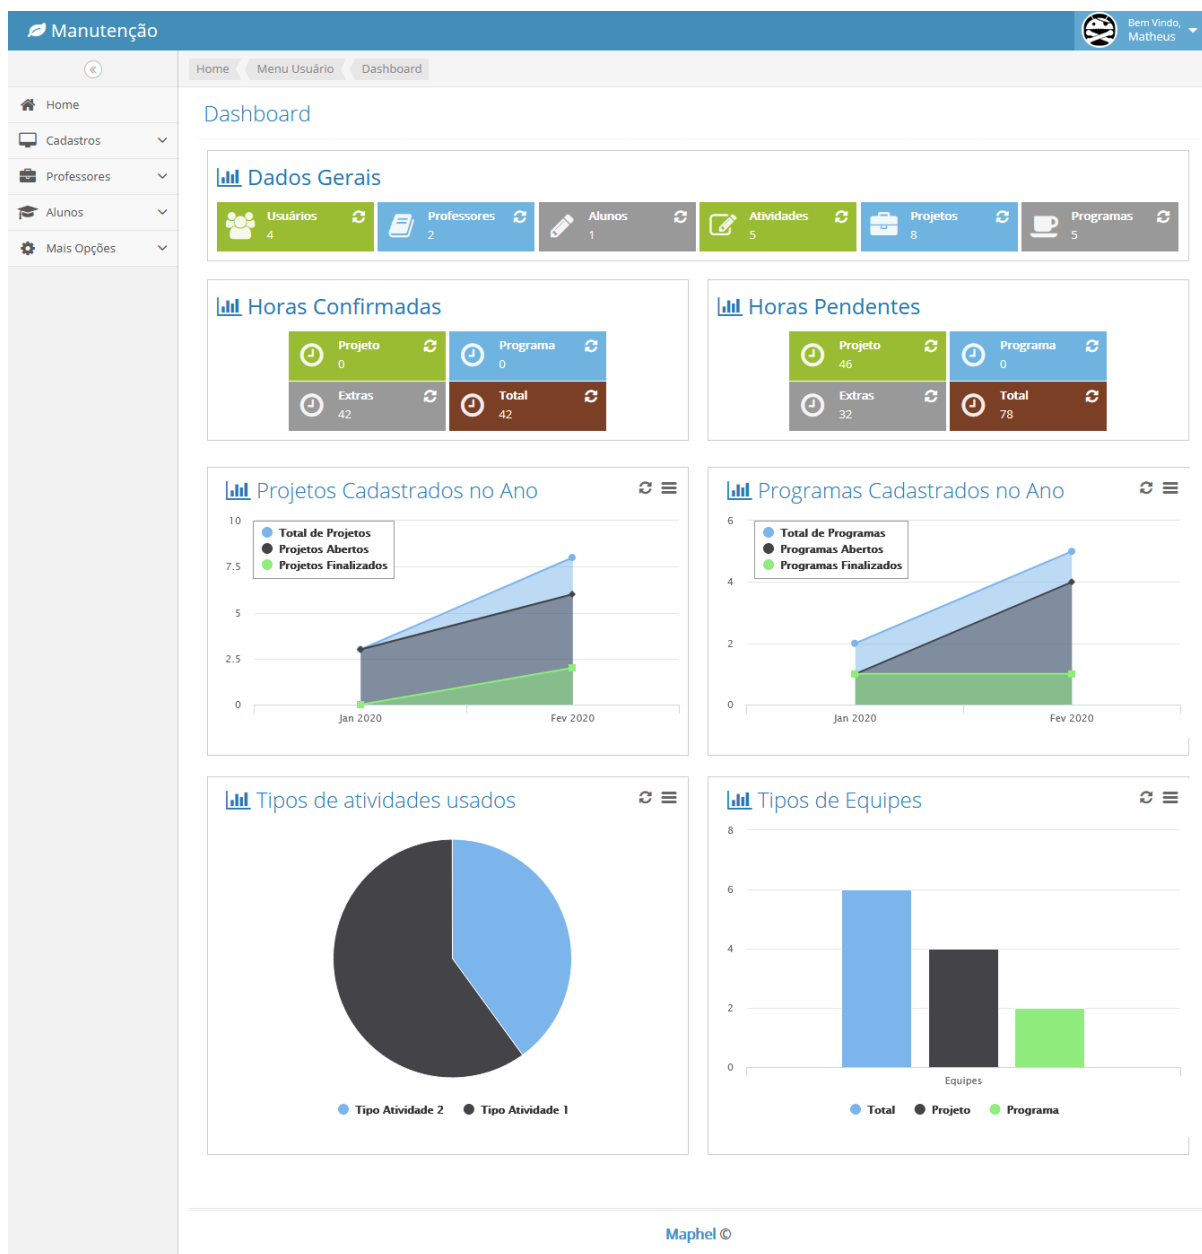 Manutenção
Bem Vindo,
Matheus
Home Menu Usuário Dashboard
Home
Cadastros
Professores
Alunos
Mais Opções
Dashboard
Dados Gerais
Usuários
4
Professores
2
Alunos
1
Atividades
5
Projetos
8
Programas
5
Horas Confirmadas
Projeto
0
Programa
0
Extras
42
Total
42
Horas Pendentes
Projeto
46
Programa
0
Extras
32
Total
78
Projetos Cadastrados no Ano
Total de Projetos
Projetos Abertos
Projetos Finalizados
10
7.5
5
2.5
0
Jan 2020 Fev 2020
Programas Cadastrados no Ano
Total de Programas
Programas Abertos
Programas Finalizados
6
4
2
0
Jan 2020 Fev 2020
Tipos de atividades usados
Tipo Atividade 2 Tipo Atividade 1
Tipos de Equipes
8
6
4
2
0
Equipes
Total Projeto Programa
Maphel ©